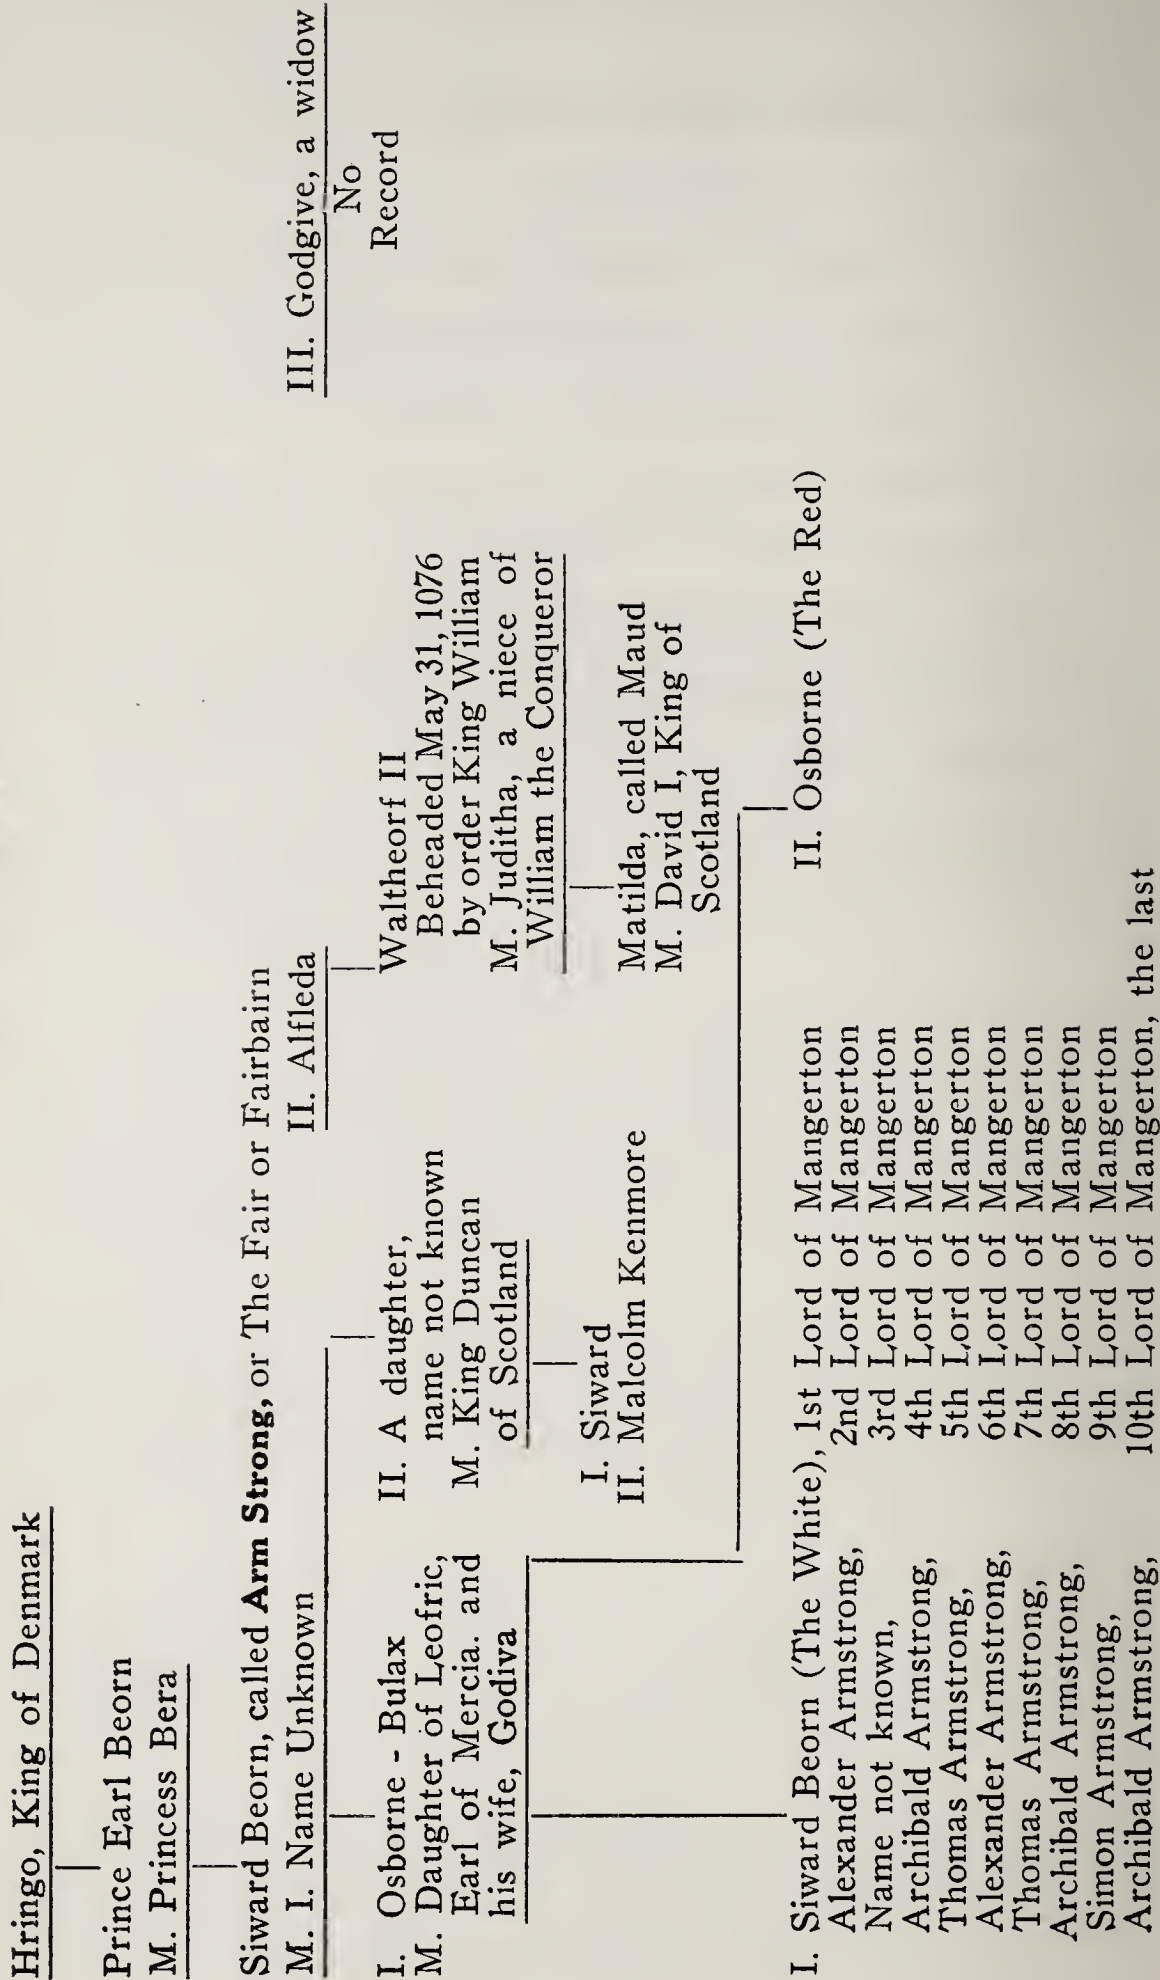 Hringo, King of Denmark
Prince Earl Beorn
M. Princess Bera
Siward Beorn, called Arm Strong, or The Fair or Fairbairn
M. I. Name Unknown
II. Alfleda
III. Godgive, a widow
No
Record
I. Osborne - Bulax
M. Daughter of Leofric,
Earl of Mercia. and
his wife, Godiva
II. A daughter,
name not known
M. King Duncan
of Scotland
I. Siward
II. Malcolm Kenmore
Waltheorf II
Beheaded May 31, 1076
by order King William
M. Juditha, a niece of
William the Conqueror
Matilda, called Maud
M. David I, King of
Scotland
I. Siward Beorn (The White), 1st Lord of Mangerton
Alexander Armstrong, 2nd Lord of Mangerton
Name not known, 3rd Lord of Mangerton
Archibald Armstrong, 4th Lord of Mangerton
Thomas Armstrong, 5th Lord of Mangerton
Alexander Armstrong, 6th Lord of Mangerton
Thomas Armstrong, 7th Lord of Mangerton
Archibald Armstrong, 8th Lord of Mangerton
Simon Armstrong, 9th Lord of Mangerton
Archibald Armstrong, 10th Lord of Mangerton, the last
II. Osborne (The Red)